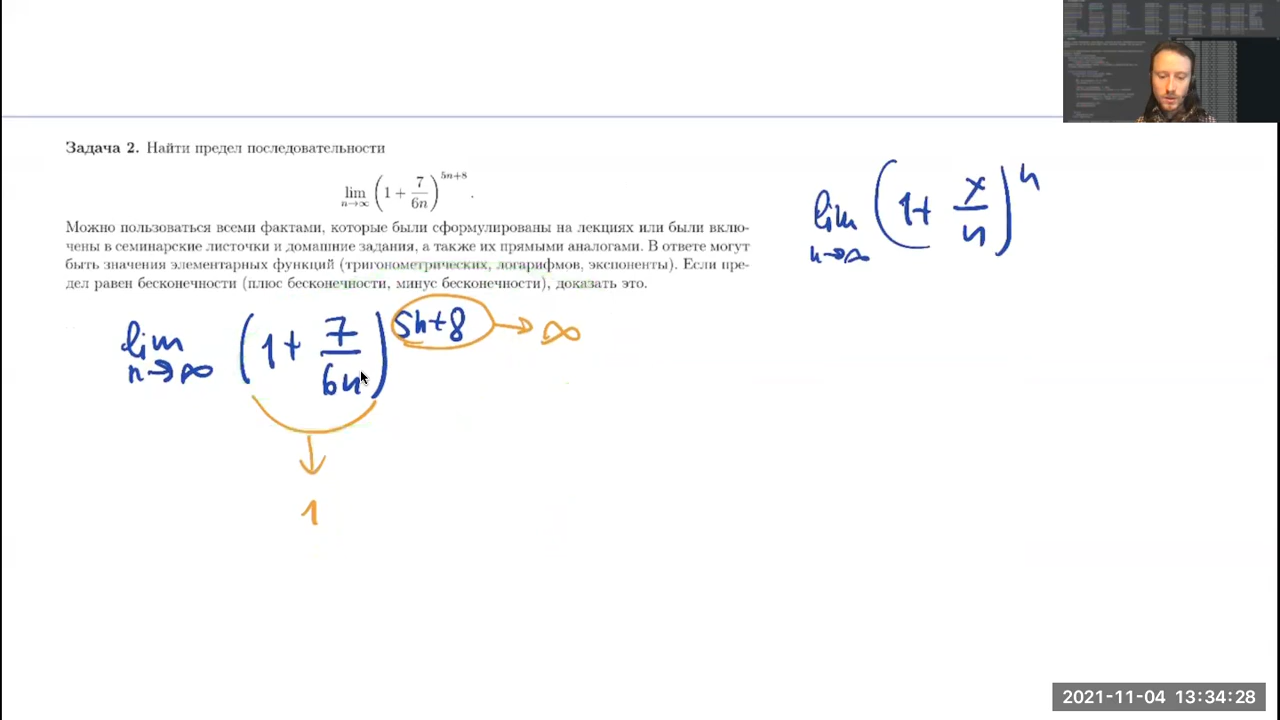 Задача 2. Найти предел последовательности
lim n→∞ (1 + 7/6n)^{5n+8}.
Можно пользоваться всеми фактами, которые были сформулированы на лекциях или были вклю-
чены в семинарские листочки и домашние задания, а также их прямыми аналогами. В ответе могут
быть значения элементарных функций (тригонометрических, логарифмов, экспоненты). Если пре-
дел равен бесконечности (плюс бесконечности, минус бесконечности), доказать это.
lim n→∞ (1 + x/n)^n
lim n→∞ (1 + 7/6n)^{5n+8} → ∞
↓
1
2021-11-04 13:34:28